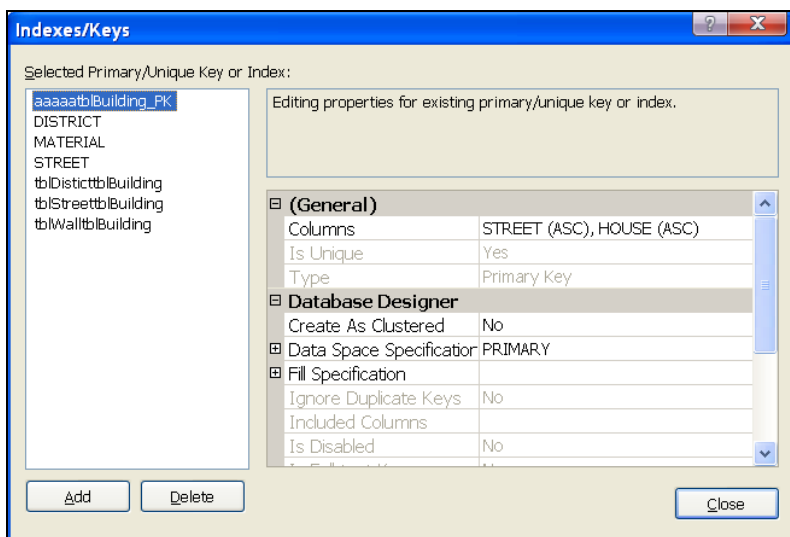 Indexes/Keys
Selected Primary/Unique Key or Index:
aaaaatblBuilding_PK
DISTRICT
MATERIAL
STREET
tblDisticttblBuilding
tblStreettblBuilding
tblWalltblBuilding
Editing properties for existing primary/unique key or index.
(General)
Columns STREET (ASC), HOUSE (ASC)
Is Unique Yes
Type Primary Key
Database Designer
Create As Clustered No
Data Space Specification PRIMARY
Fill Specification
Ignore Duplicate Keys No
Included Columns
Is Disabled No
Add Delete
Close